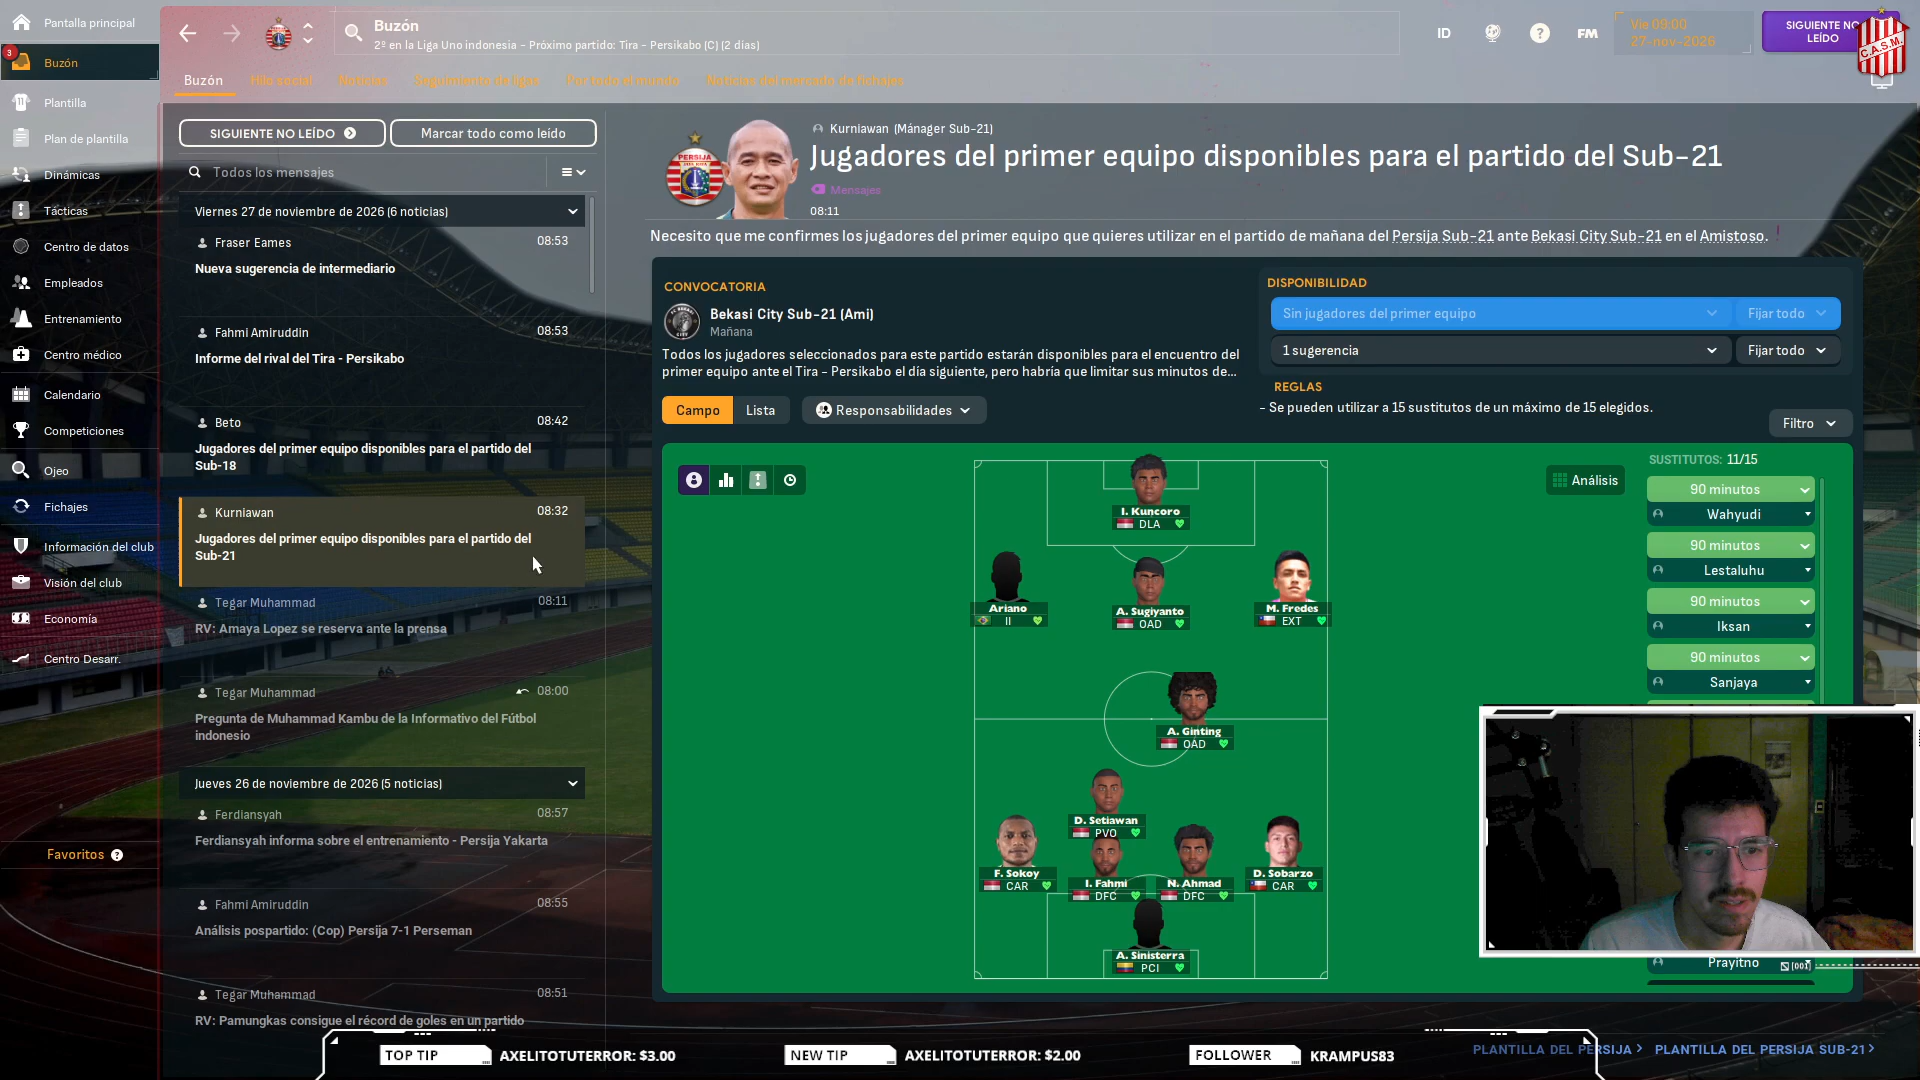 Pantalla principal
3
Buzón
Plantilla
Plan de plantilla
Dinámicas
Tácticas
Centro de datos
Empleados
Entrenamiento
Centro médico
Calendario
Competiciones
Ojeo
Fichajes
Información del club
Visión del club
Economía
Centro Desarr.
Favoritos
Buzón
2º en la Liga Uno indonesia - Próximo partido: Tira - Persikabo (C) (2 días)
ID
FM
Vie 09:00
27-nov-2026
SIGUIENTE NO
LEÍDO
C.A.S.M.
Buzón
Hilo social
Noticias
Seguimiento de ligas
Por todo el mundo
Noticias del mercado de fichajes
SIGUIENTE NO LEÍDO
Marcar todo como leído
Todos los mensajes
Viernes 27 de noviembre de 2026 (6 noticias)
Fraser Eames
08:53
Nueva sugerencia de intermediario
Fahmi Amiruddin
08:53
Informe del rival del Tira - Persikabo
Beto
08:42
Jugadores del primer equipo disponibles para el partido del
Sub-18
Kurniawan
08:32
Jugadores del primer equipo disponibles para el partido del
Sub-21
Tegar Muhammad
08:11
RV: Amaya Lopez se reserva ante la prensa
Tegar Muhammad
08:00
Pregunta de Muhammad Kambu de la Informativo del Fútbol
indonesio
Jueves 26 de noviembre de 2026 (5 noticias)
Ferdiansyah
08:57
Ferdiansyah informa sobre el entrenamiento - Persija Yakarta
Fahmi Amiruddin
08:55
Análisis pospartido: (Cop) Persija 7-1 Perseman
Tegar Muhammad
08:51
RV: Pamungkas consigue el récord de goles en un partido
PERSIJA
Kurniawan (Mánager Sub-21)
Jugadores del primer equipo disponibles para el partido del Sub-21
Mensajes
08:11
Necesito que me confirmes los jugadores del primer equipo que quieres utilizar en el partido de mañana del Persija Sub-21 ante Bekasi City Sub-21 en el Amistoso.
CONVOCATORIA
Bekasi City Sub-21 (Ami)
Mañana
Todos los jugadores seleccionados para este partido estarán disponibles para el encuentro del
primer equipo ante el Tira - Persikabo el día siguiente, pero habría que limitar sus minutos de...
DISPONIBILIDAD
Sin jugadores del primer equipo
Fijar todo
1 sugerencia
Fijar todo
REGLAS
- Se pueden utilizar a 15 sustitutos de un máximo de 15 elegidos.
Campo
Lista
Responsabilidades
Filtro
Análisis
SUSTITUTOS: 11/15
90 minutos
Wahyudi
90 minutos
Lestaluhu
90 minutos
Iksan
90 minutos
Sanjaya
Prayitno
[001]
I. Kuncoro
DLA
Ariano
II
A. Sugiyanto
OAD
M. Fredes
EXT
A. Ginting
OAD
D. Setiawan
PVO
F. Sokoy
CAR
I. Fahmi
DFC
N. Ahmad
DFC
D. Sobarzo
CAR
A. Sinisterra
PCI
TOP TIP
AXELITOTUTERROR: $3.00
NEW TIP
AXELITOTUTERROR: $2.00
FOLLOWER
KRAMPUS83
PLANTILLA DEL PERSIJA >
PLANTILLA DEL PERSIJA SUB-21 >